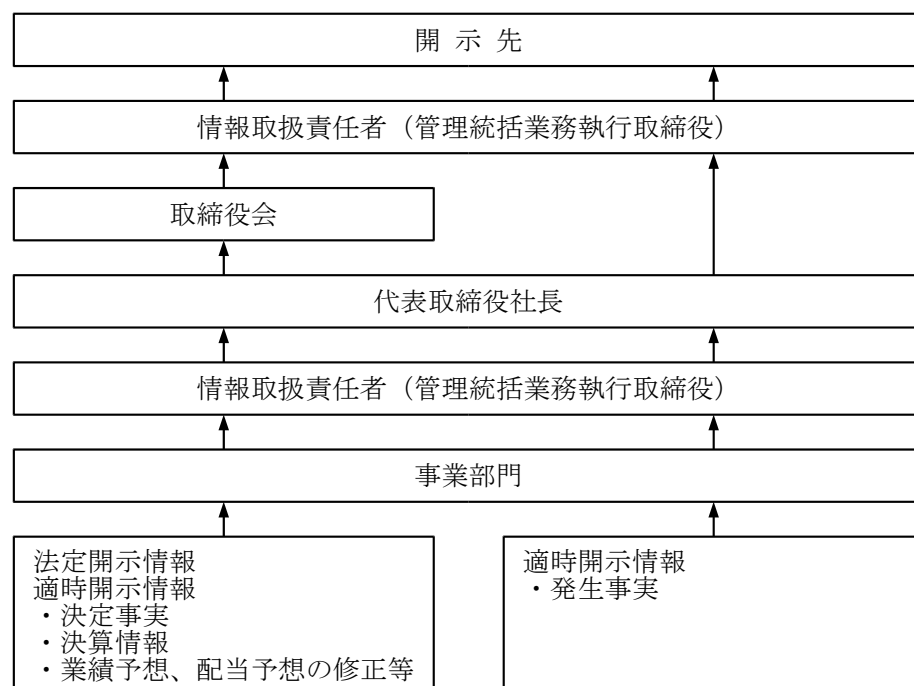 開 示 先
情報取扱責任者（管理統括業務執行取締役）
取締役会
代表取締役社長
情報取扱責任者（管理統括業務執行取締役）
事業部門
法定開示情報
適時開示情報
・決定事実
・決算情報
・業績予想、配当予想の修正等
適時開示情報
・発生事実